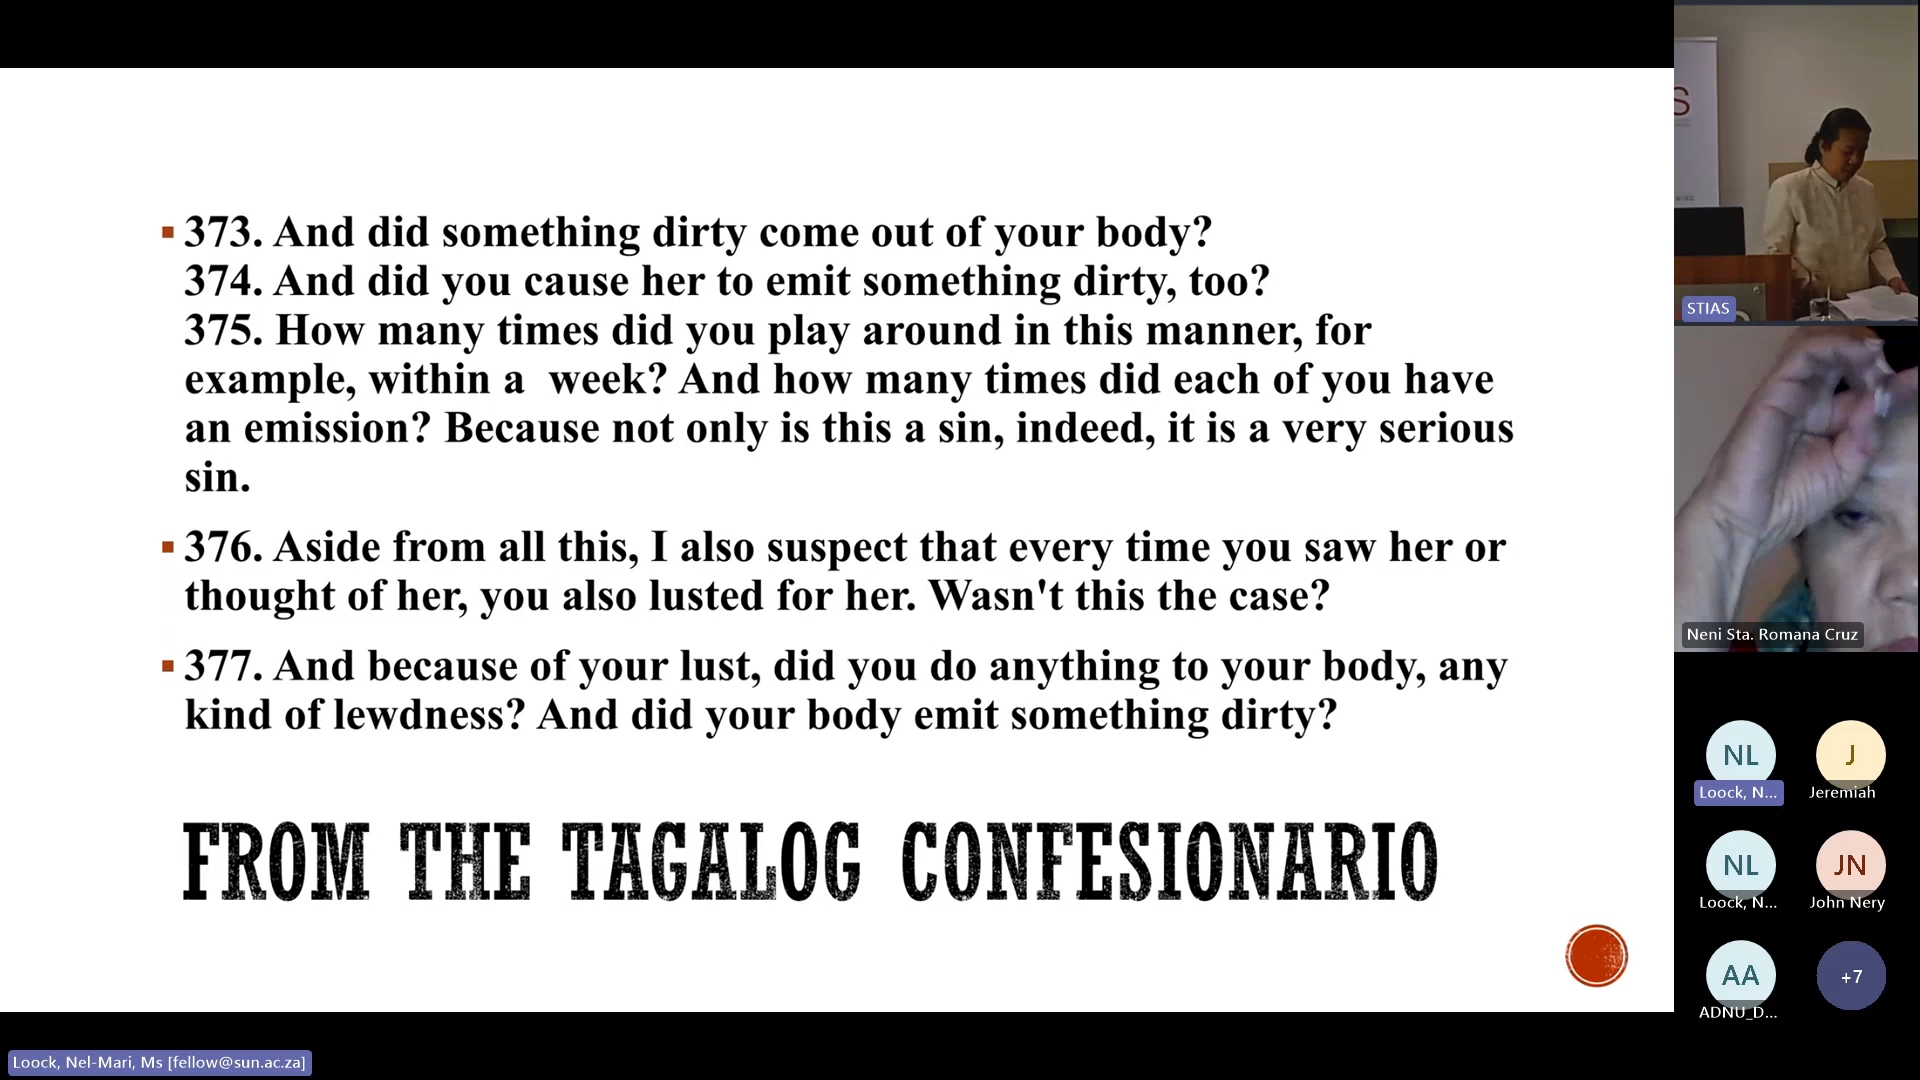 373. And did something dirty come out of your body?
374. And did you cause her to emit something dirty, too?
375. How many times did you play around in this manner, for
example, within a  week? And how many times did each of you have
an emission? Because not only is this a sin, indeed, it is a very serious
sin.
376. Aside from all this, I also suspect that every time you saw her or
thought of her, you also lusted for her. Wasn't this the case?
377. And because of your lust, did you do anything to your body, any
kind of lewdness? And did your body emit something dirty?
FROM THE TAGALOG CONFESIONARIO
S
STIAS
Neni Sta. Romana Cruz
NL
Loock, N...
J
Jeremiah
NL
Loock, N...
JN
John Nery
AA
ADNU_D...
+7
Loock, Nel-Mari, Ms [fellow@sun.ac.za]